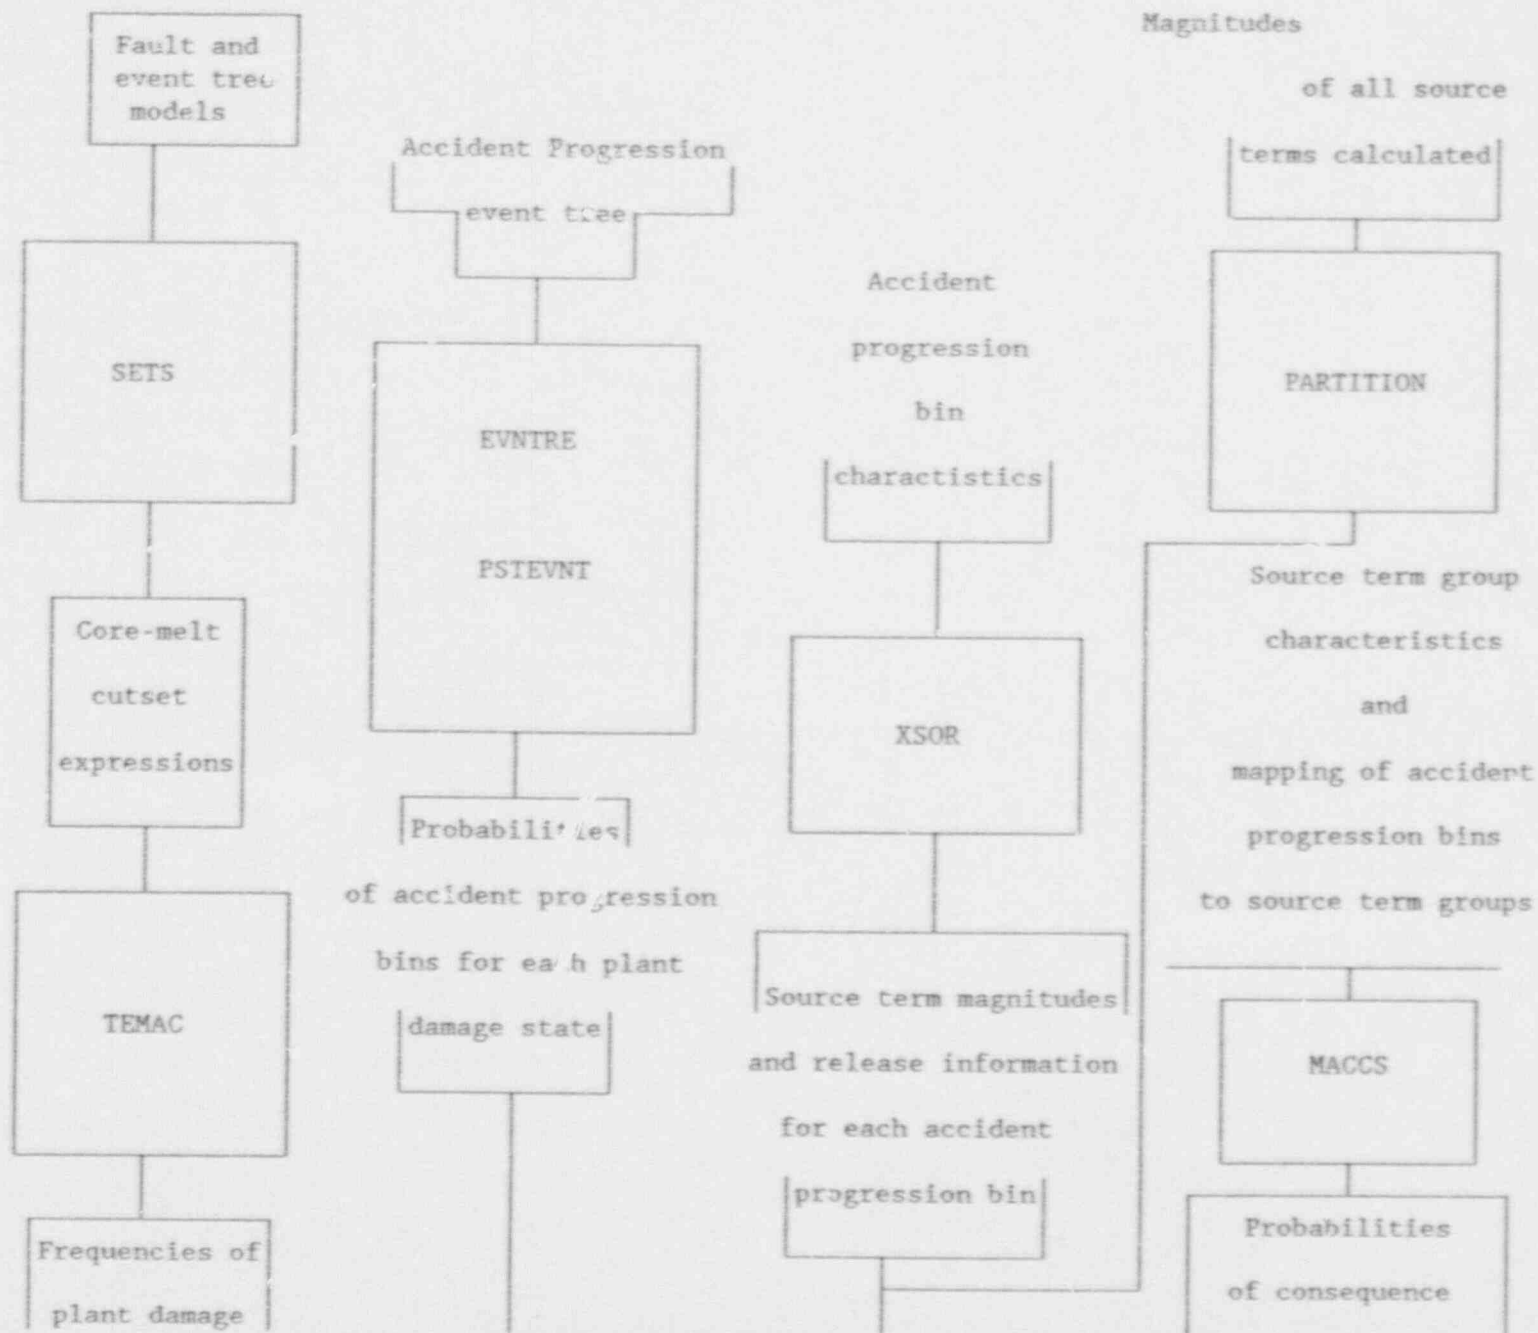 Fault and
event tree
models
SETS
Core-melt
cutset
expressions
TEMAC
Frequencies of
plant damage
Accident Progression
event tree
EVNTRE
PSTEVNT
Probabilities
of accident progression
bins for each plant
damage state
Accident
progression
bin
charactistics
XSOR
Source term magnitudes
and release information
for each accident
progression bin
Magnitudes
of all source
terms calculated
PARTITION
Source term group
characteristics
and
mapping of accident
progression bins
to source term groups
MACCS
Probabilities
of consequence